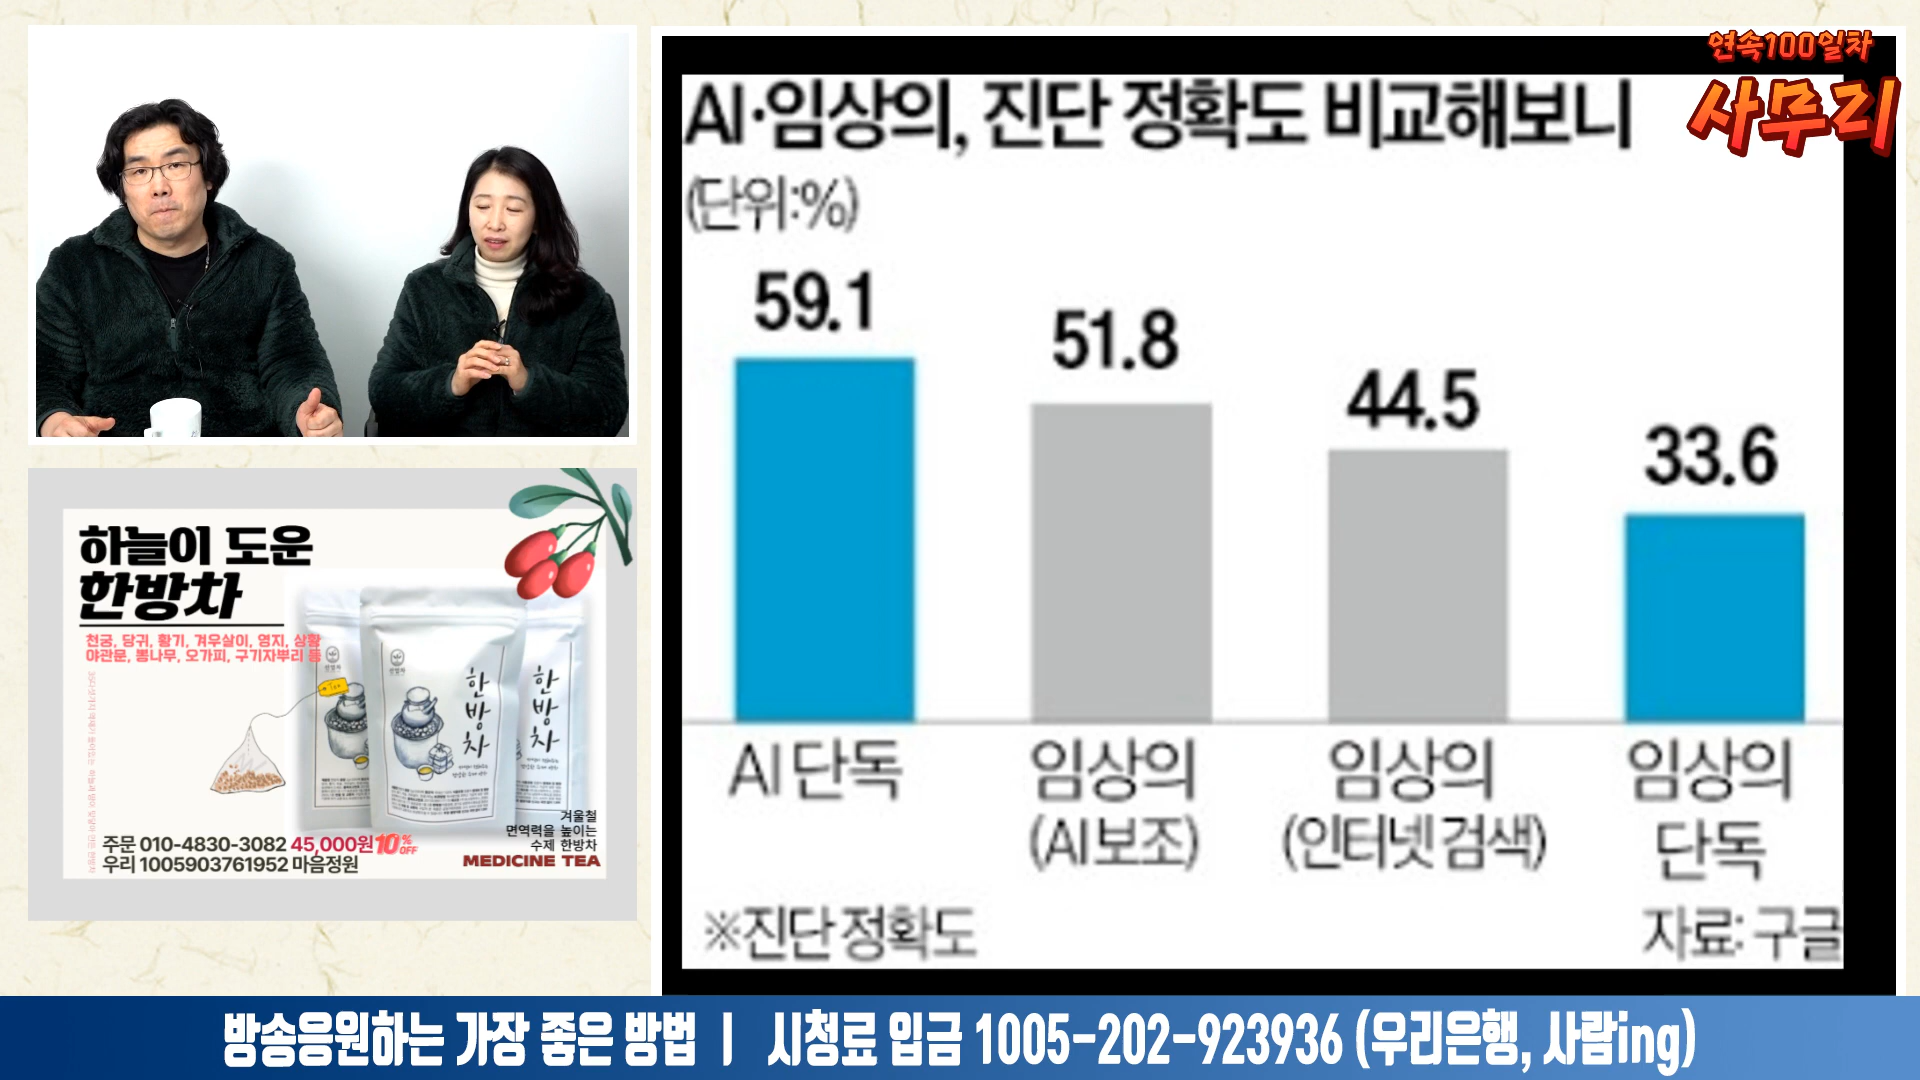 연속100일차
사무리
AI·임상의, 진단 정확도 비교해보니
(단위:%)
59.1
51.8
44.5
33.6
AI 단독
임상의
(AI 보조)
임상의
(인터넷 검색)
임상의
단독
※진단 정확도
자료: 구글
하늘이 도운
한방차
천궁, 당귀, 황기, 겨우살이, 영지, 상황
야관문, 뽕나무, 오가피, 구기자뿌리 등
한방차
한방차
주문 010-4830-3082 45,000원 10% OFF
우리 1005903761952 마음정원
겨울철
면역력을 높이는
수제 한방차
MEDICINE TEA
방송응원하는 가장 좋은 방법 ㅣ 시청료 입금 1005-202-923936 (우리은행, 사람ing)